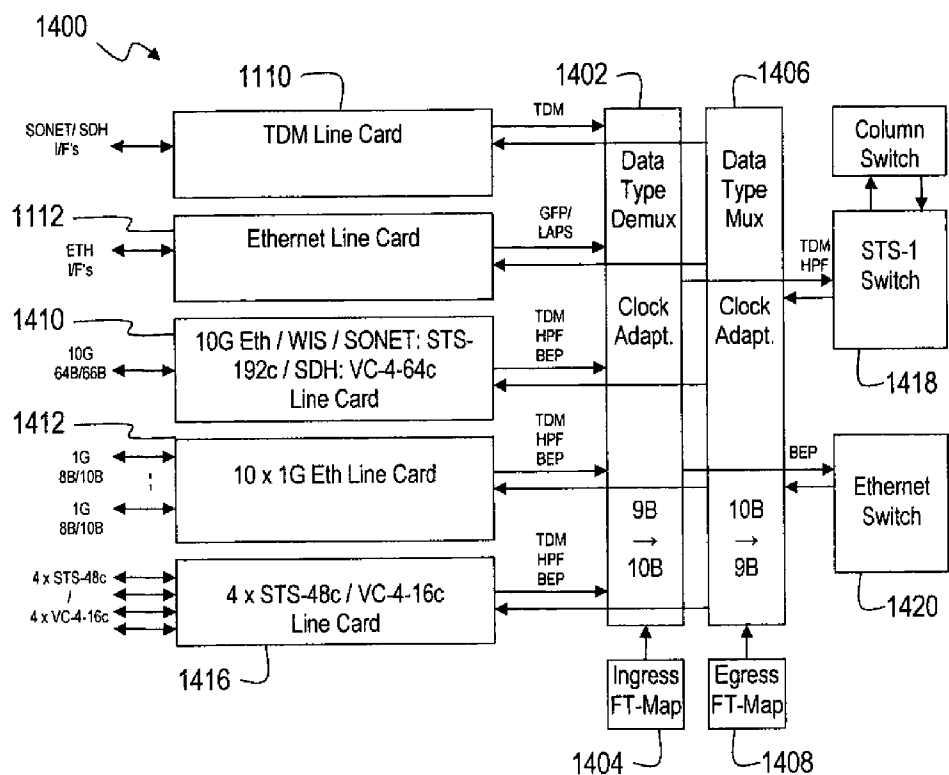 1400
1110
1402
1406
SONET/ SDH
I/F's
TDM Line Card
TDM
Data
Type
Demux
Data
Type
Mux
Column
Switch
1112
ETH
I/F's
Ethernet Line Card
GFP/
LAPS
TDM
HPF
STS-1
Switch
1418
1410
10G
64B/66B
10G Eth / WIS / SONET: STS-
192c / SDH: VC-4-64c
Line Card
TDM
HPF
BEP
Clock
Adapt.
Clock
Adapt.
1412
1G
8B/10B
1G
8B/10B
10 x 1G Eth Line Card
TDM
HPF
BEP
BEP
Ethernet
Switch
1420
9B
→
10B
10B
→
9B
4 x STS-48c
/
4 x VC-4-16c
4 x STS-48c / VC-4-16c
Line Card
TDM
HPF
BEP
1416
Ingress
FT-Map
Egress
FT-Map
1404
1408